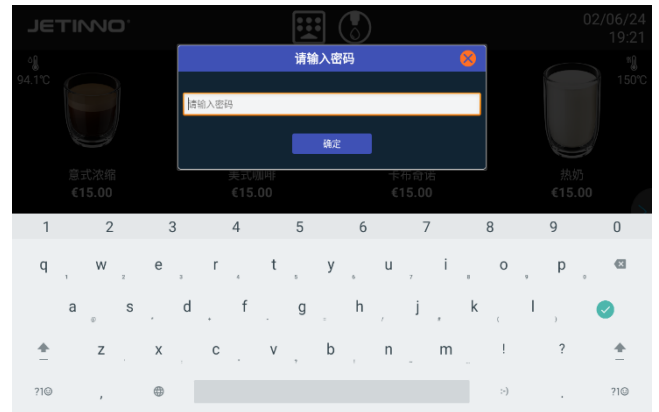 JETINNO
02/06/24
19:21
请输入密码
94.1℃
150℃
请输入密码
确定
意式浓缩
美式咖啡
卡布奇诺
热奶
€15.00
€15.00
€15.00
€15.00
1 2 3 4 5 6 7 8 9 0
q w e r t y u i o p
a s d f g h j k l
z x c v b n m ! ?
?1☺ , :-) . ?1☺